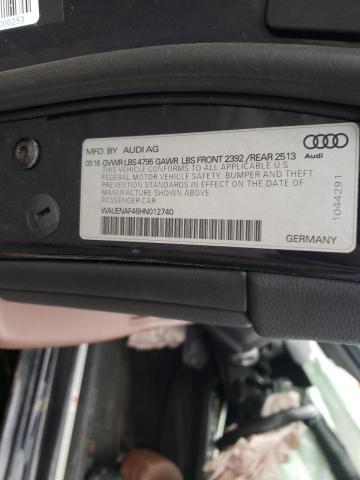 000253
MFD. BY AUDI AG
03.16 GVWR LBS 4795 GAWR LBS FRONT 2392 /REAR 2513
THIS VEHICLE CONFORMS TO ALL APPLICABLE U.S.
FEDERAL MOTOR VEHICLE SAFETY, BUMPER AND THEFT
PREVENTION STANDARDS IN EFFECT ON THE DATE OF
MANUFACTURE SHOWN ABOVE.
PASSENGER CAR
WAUENAF46HN012740
Audi
1044291
GERMANY